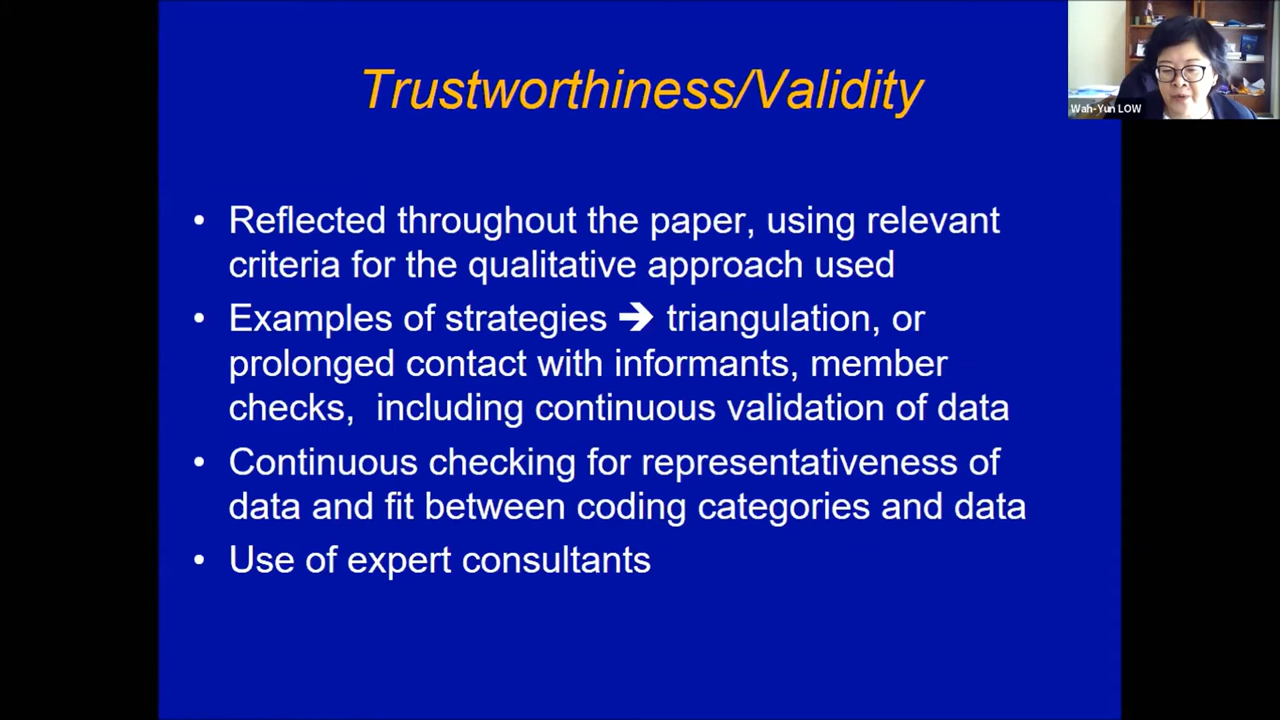 Trustworthiness/Validity
Wah-Yun LOW
• Reflected throughout the paper, using relevant
criteria for the qualitative approach used
• Examples of strategies ➔ triangulation, or
prolonged contact with informants, member
checks, including continuous validation of data
• Continuous checking for representativeness of
data and fit between coding categories and data
• Use of expert consultants